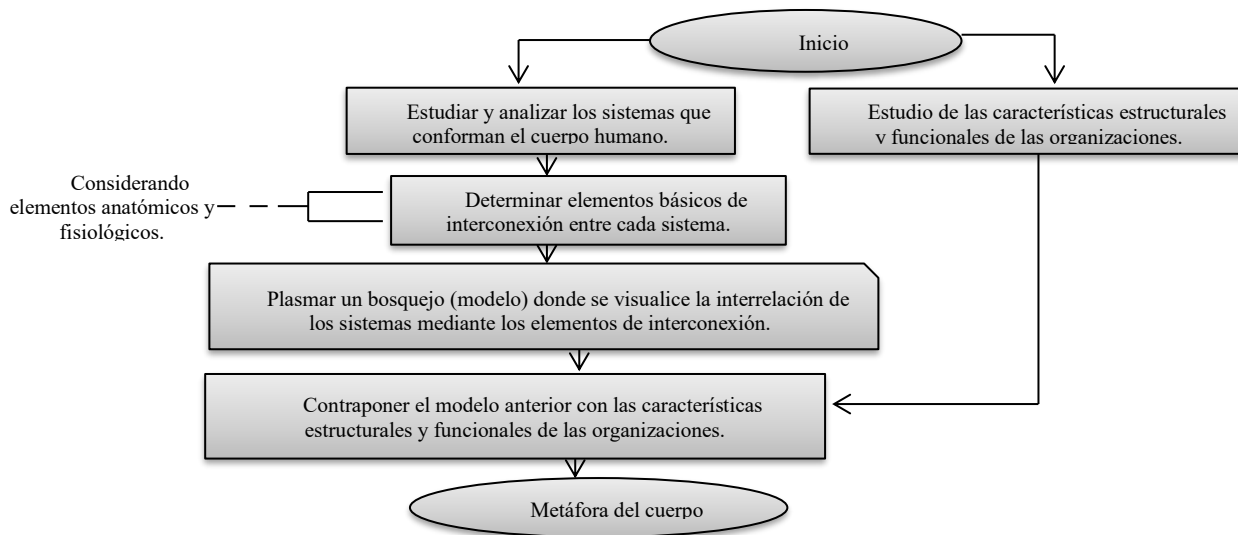 Inicio
Estudiar y analizar los sistemas que
conforman el cuerpo humano.
Estudio de las características estructurales
y funcionales de las organizaciones.
Considerando
elementos anatómicos y
fisiológicos.
Determinar elementos básicos de
interconexión entre cada sistema.
Plasmar un bosquejo (modelo) donde se visualice la interrelación de
los sistemas mediante los elementos de interconexión.
Contraponer el modelo anterior con las características
estructurales y funcionales de las organizaciones.
Metáfora del cuerpo